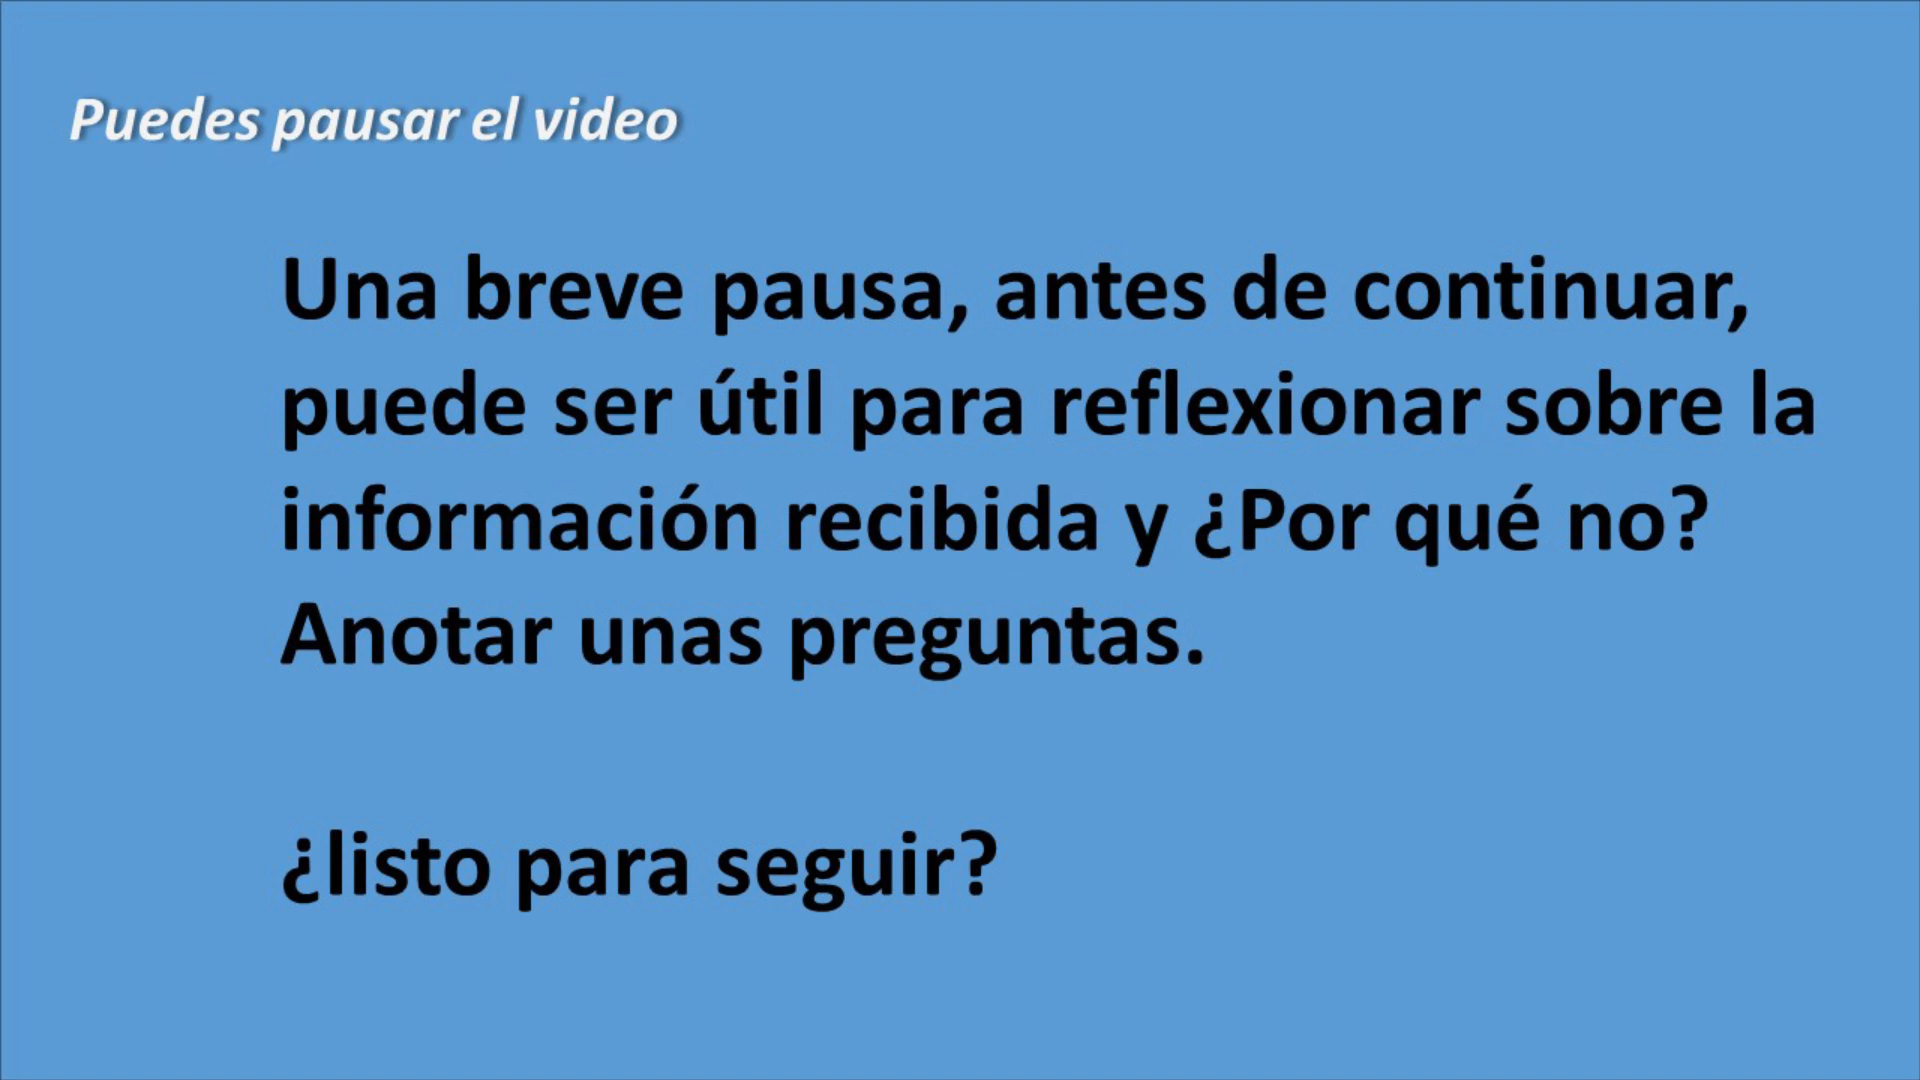 Puedes pausar el video
Una breve pausa, antes de continuar,
puede ser útil para reflexionar sobre la
información recibida y ¿Por qué no?
Anotar unas preguntas.
¿listo para seguir?